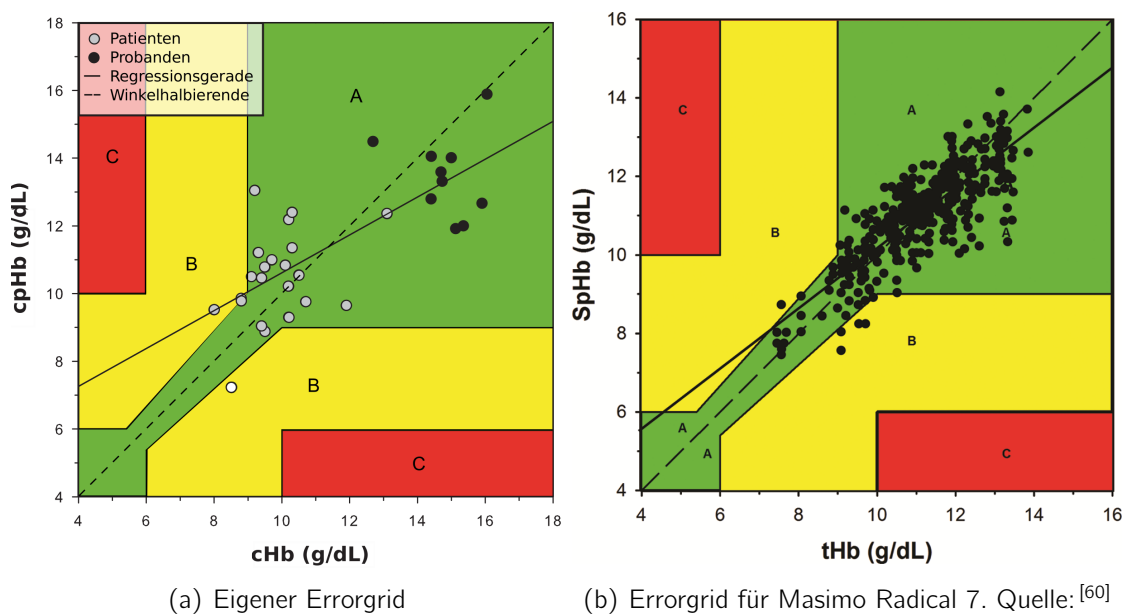 18
16
14
12
10
8
6
4
Patienten
Probanden
Regressionsgerade
Winkelhalbierende
A
C
B
B
C
4 6 8 10 12 14 16 18
cpHb (g/dL)
cHb (g/dL)
(a) Eigener Errorgrid
16
14
12
10
8
6
4
C
A
B
A
B
A
A
C
4 6 8 10 12 14 16
SpHb (g/dL)
tHb (g/dL)
(b) Errorgrid für Masimo Radical 7. Quelle:[60]